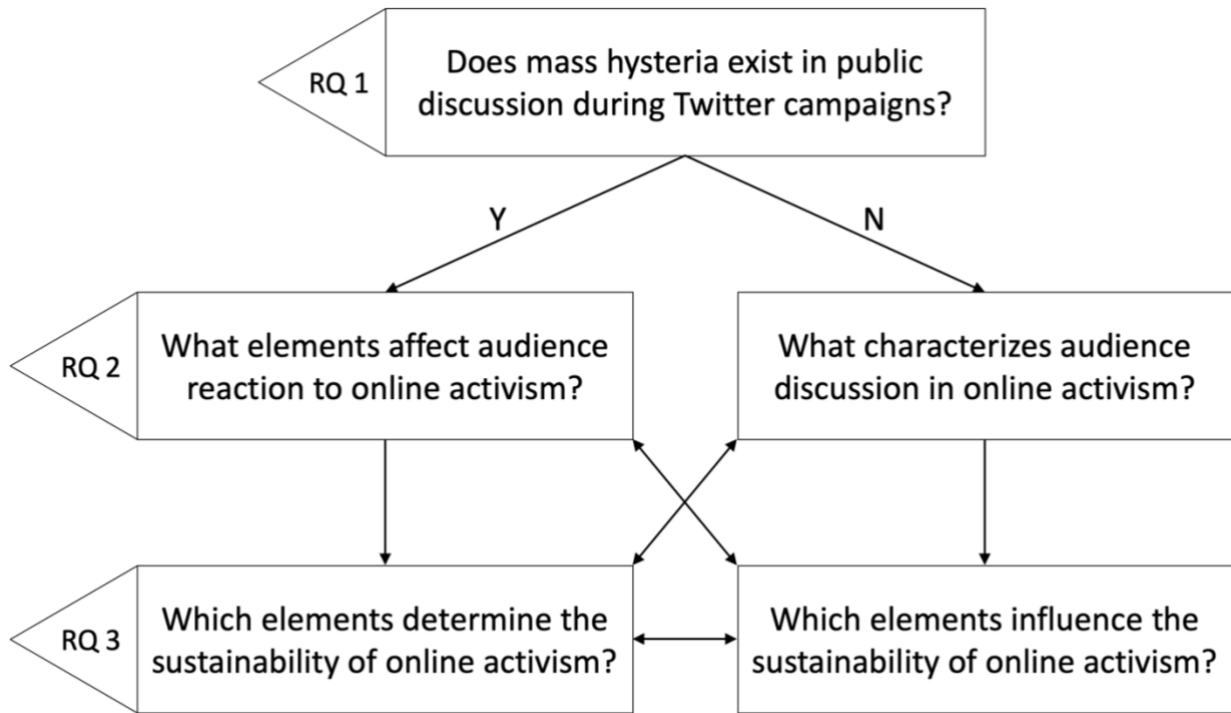 RQ 1
Does mass hysteria exist in public
discussion during Twitter campaigns?
Y
N
RQ 2
What elements affect audience
reaction to online activism?
What characterizes audience
discussion in online activism?
RQ 3
Which elements determine the
sustainability of online activism?
Which elements influence the
sustainability of online activism?